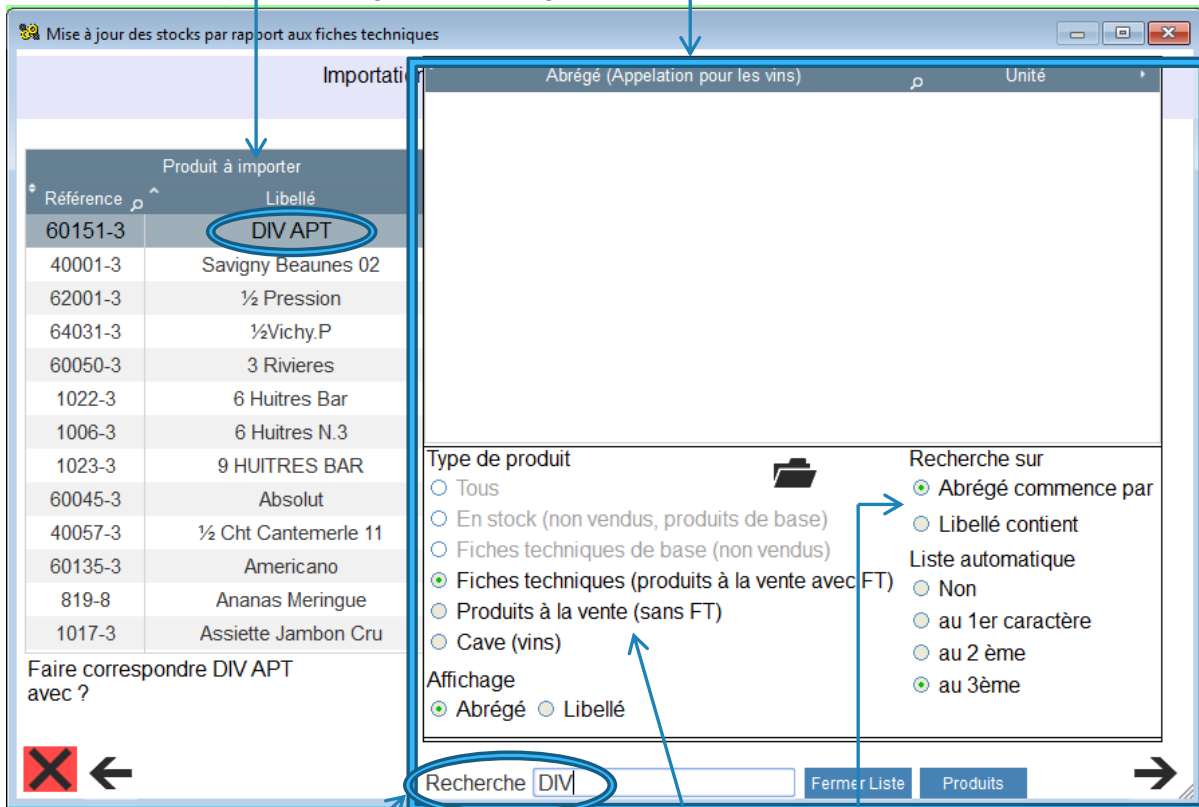 Mise à jour des stocks par rapport aux fiches techniques
Importation
Abrégé (Appelation pour les vins) Unité
Produit à importer
Référence Libellé
60151-3 DIV APT
40001-3 Savigny Beaunes 02
62001-3 ½ Pression
64031-3 ½Vichy.P
60050-3 3 Rivieres
1022-3 6 Huitres Bar
1006-3 6 Huitres N.3
1023-3 9 HUITRES BAR
60045-3 Absolut
40057-3 ½ Cht Cantemerle 11
60135-3 Americano
819-8 Ananas Meringue
1017-3 Assiette Jambon Cru
Faire correspondre DIV APT
avec ?
Type de produit
Tous
En stock (non vendus, produits de base)
Fiches techniques de base (non vendus)
Fiches techniques (produits à la vente avec FT)
Produits à la vente (sans FT)
Cave (vins)
Affichage
Abrégé Libellé
Recherche sur
Abrégé commence par
Libellé contient
Liste automatique
Non
au 1er caractère
au 2 ème
au 3ème
Recherche DIV Fermer Liste Produits